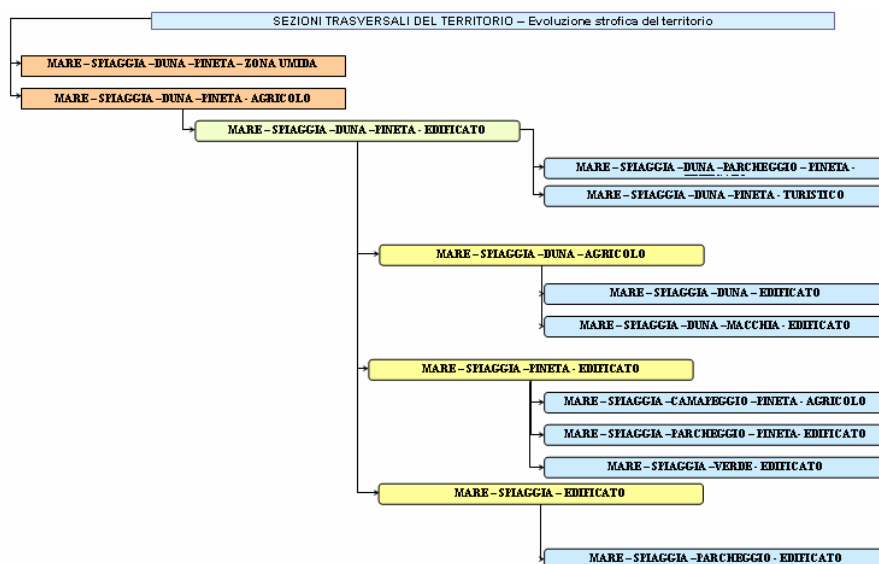 SEZIONI TRASVERSALI DEL TERRITORIO – Evoluzione strofica del territorio
MARE – SPIAGGIA –DUNA –PINETA – ZONA UMIDA
MARE – SPIAGGIA –DUNA –PINETA - AGRICOLO
MARE – SPIAGGIA –DUNA –PINETA - EDIFICATO
MARE – SPIAGGIA –DUNA –PARCHEGGIO – PINETA -
MARE – SPIAGGIA –DUNA –PINETA - TURISTICO
MARE – SPIAGGIA –DUNA –AGRICOLO
MARE – SPIAGGIA –DUNA – EDIFICATO
MARE – SPIAGGIA –DUNA –MACCHIA - EDIFICATO
MARE – SPIAGGIA –PINETA - EDIFICATO
MARE – SPIAGGIA –CAMAPEGGIO –PINETA - AGRICOLO
MARE – SPIAGGIA –PARCHEGGIO – PINETA- EDIFICATO
MARE – SPIAGGIA –VERDE - EDIFICATO
MARE – SPIAGGIA – EDIFICATO
MARE – SPIAGGIA –PARCHEGGIO - EDIFICATO